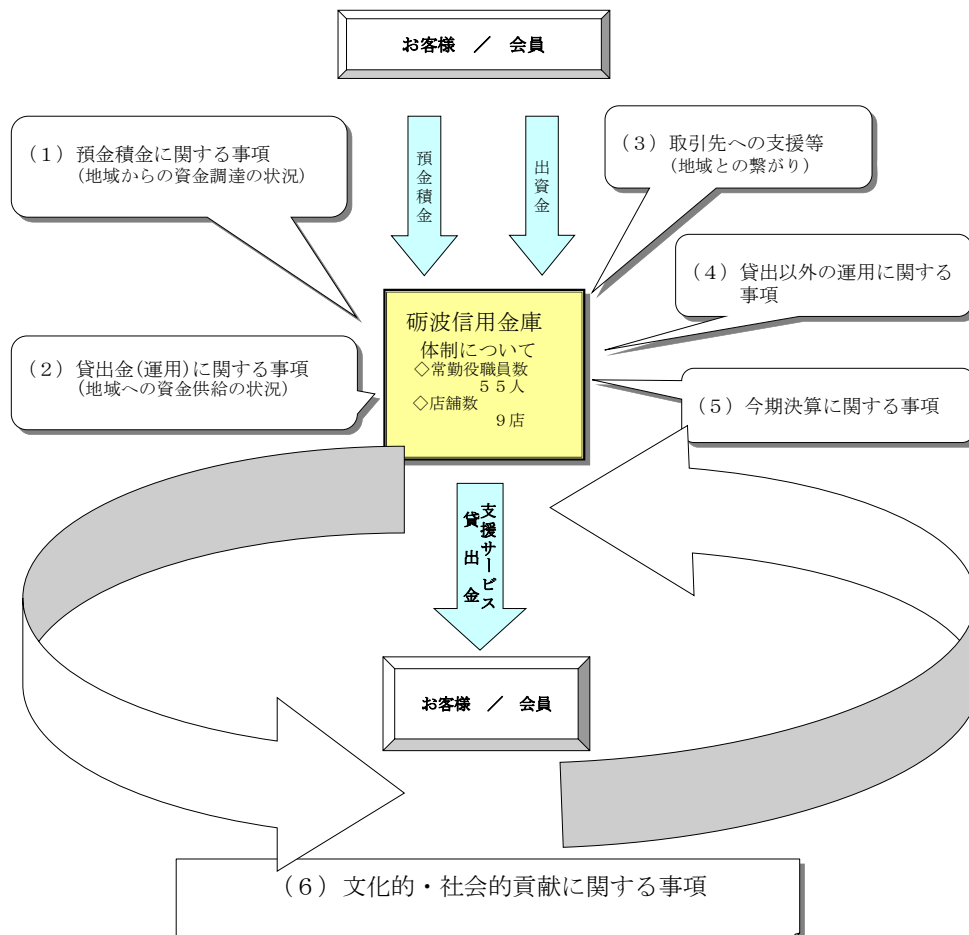 お客様　／　会員
（１）預金積金に関する事項
(地域からの資金調達の状況)
預金積金
出資金
（３）取引先への支援等
(地域との繋がり)
（４）貸出以外の運用に関する
事項
砺波信用金庫
体制について
◇常勤役職員数
５５人
◇店舗数
９店
（２）貸出金(運用)に関する事項
(地域への資金供給の状況)
（５）今期決算に関する事項
支援サービス
貸出金
お客様　／　会員
（６）文化的・社会的貢献に関する事項